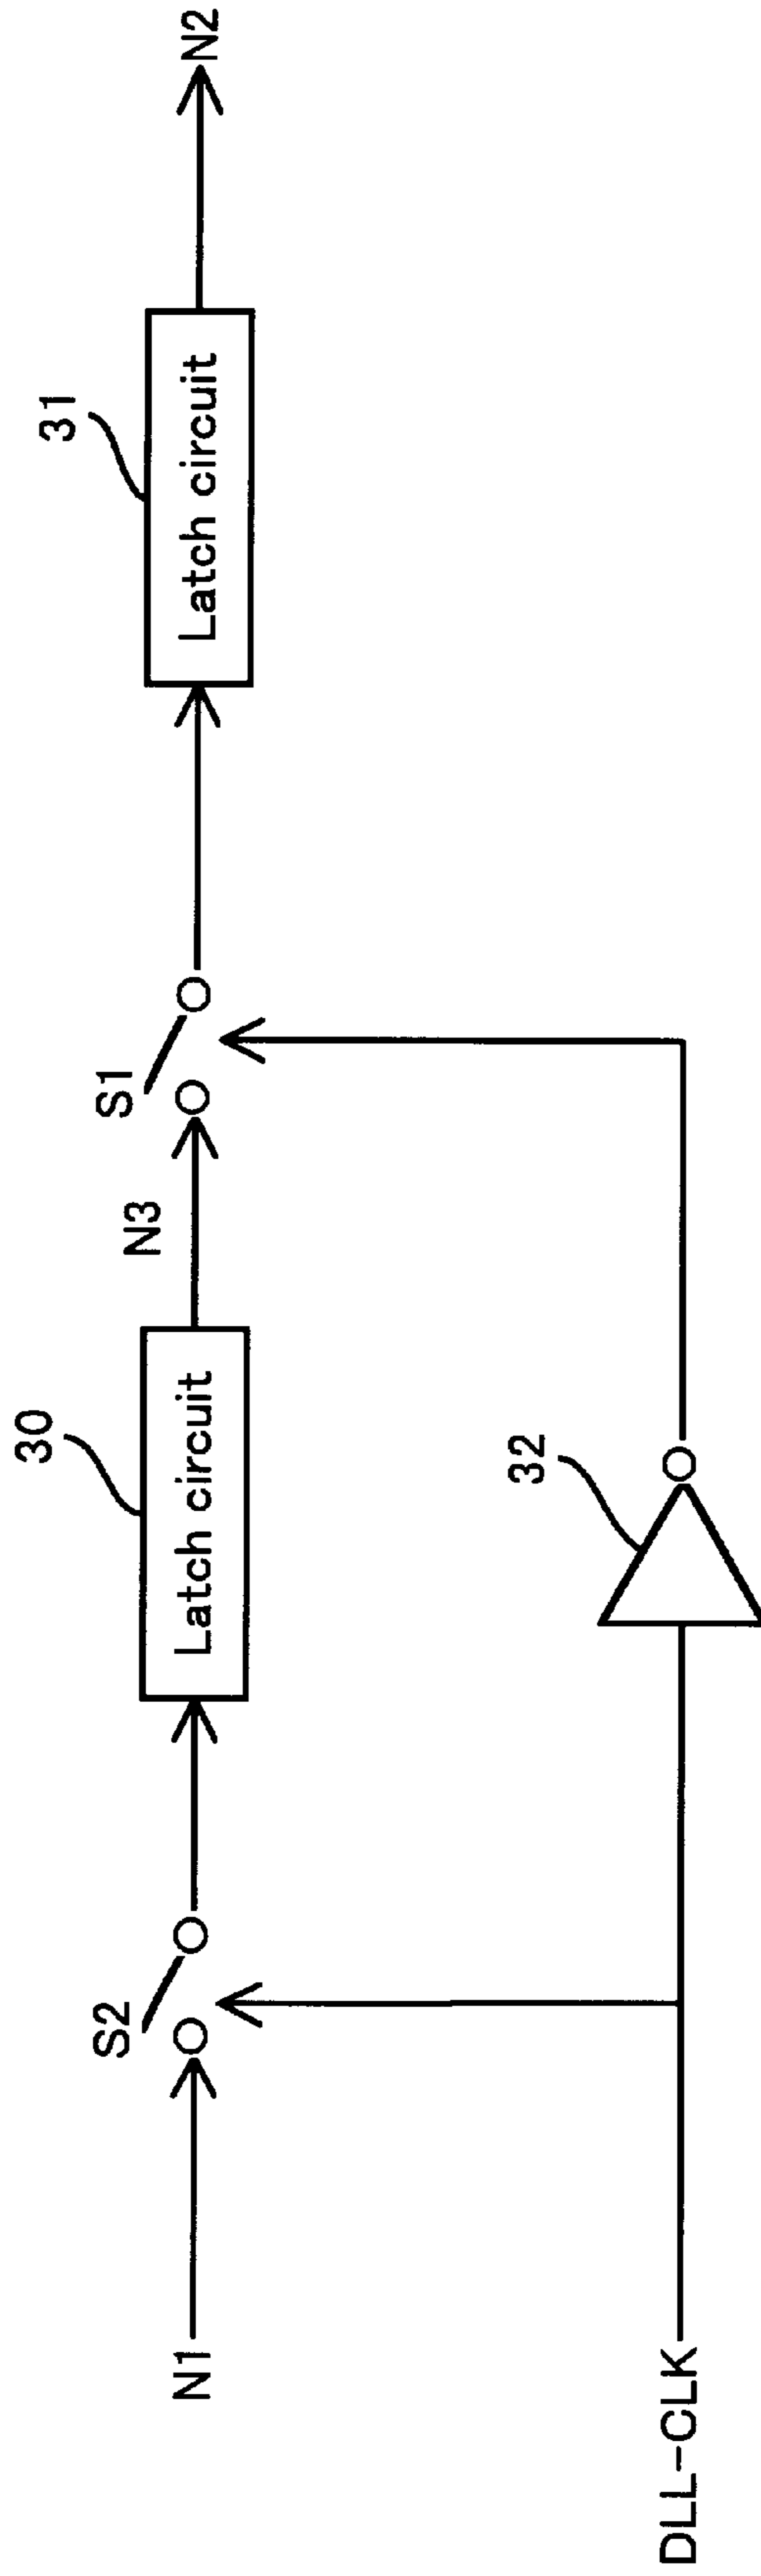 N1
S2
30
Latch circuit
N3
S1
31
Latch circuit
N2
DLL-CLK
32